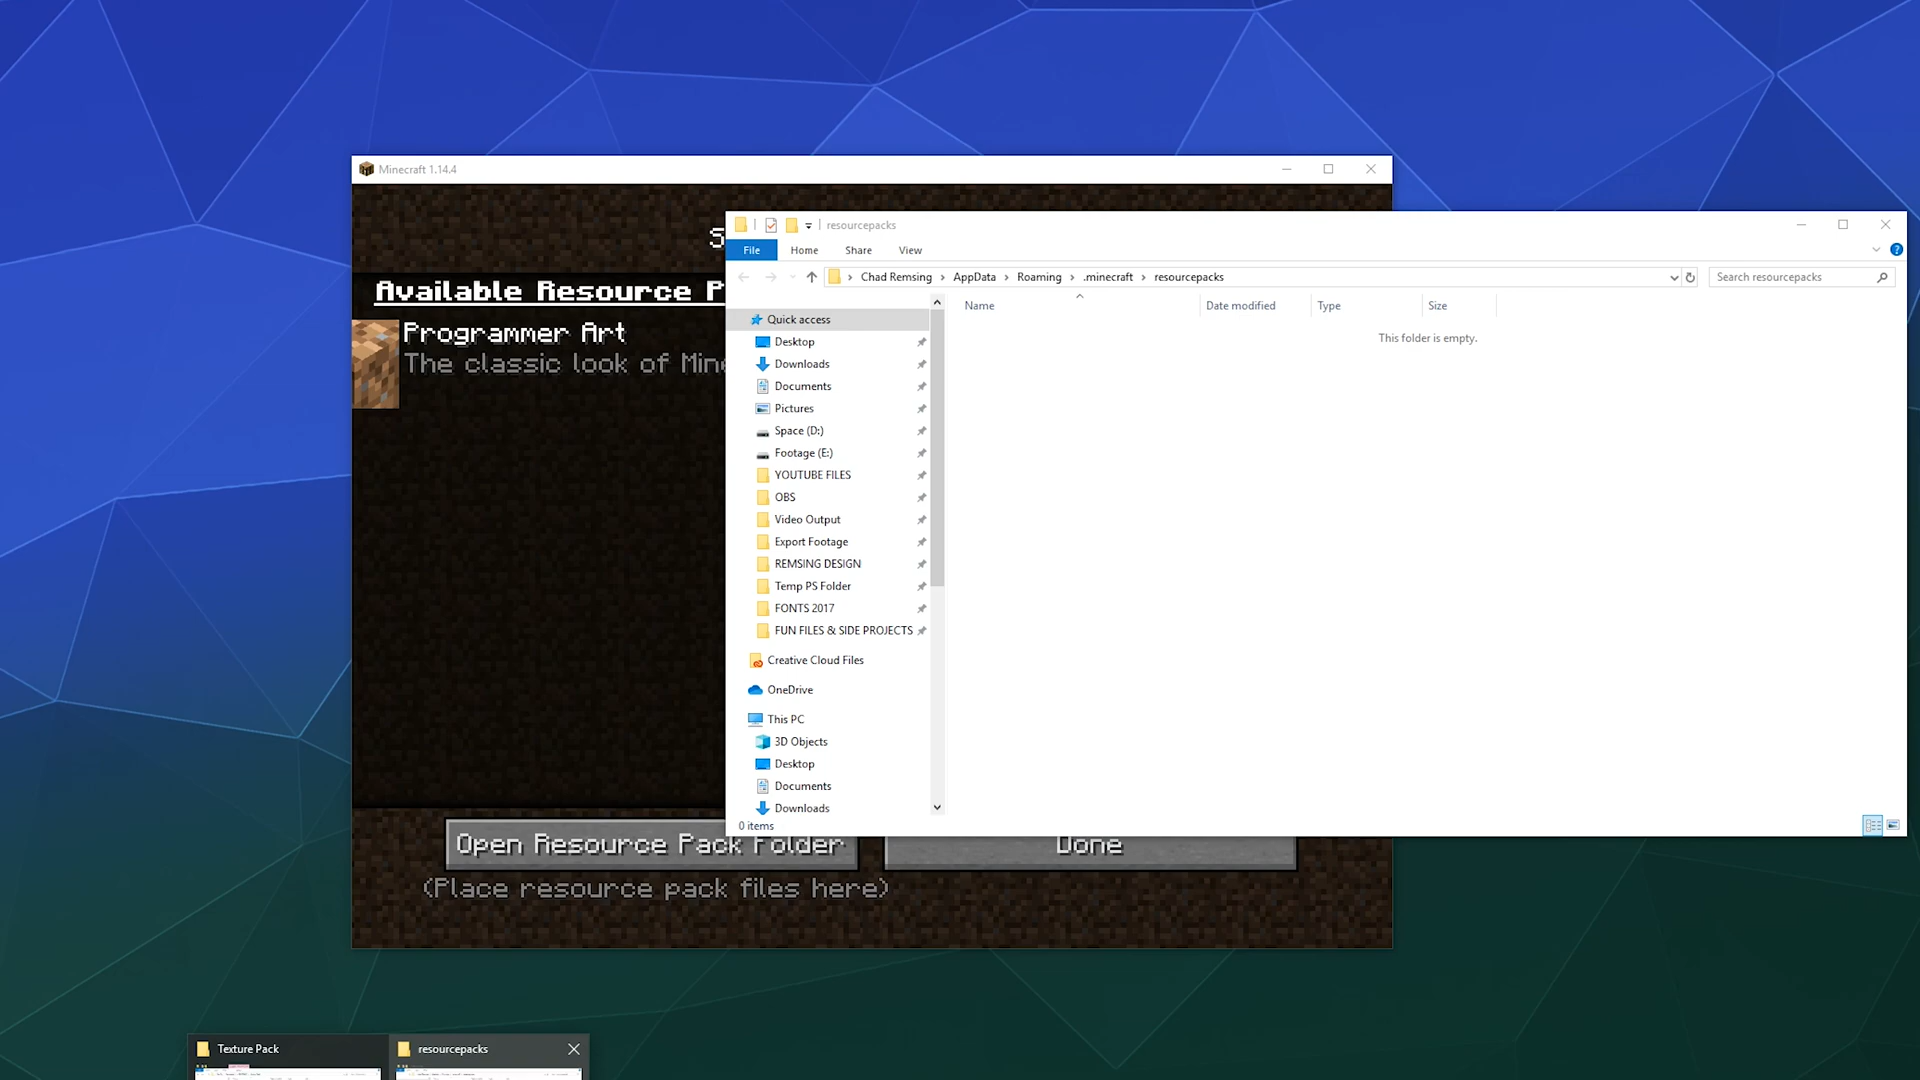 Minecraft 1.14.4
S
Available Resource P
Programmer Art
The classic look of Mine
resourcepacks
File Home Share View
Chad Remsing AppData Roaming .minecraft resourcepacks
Search resourcepacks
Name Date modified Type Size
This folder is empty.
Quick access
Desktop
Downloads
Documents
Pictures
Space (D:)
Footage (E:)
YOUTUBE FILES
OBS
Video Output
Export Footage
REMSING DESIGN
Temp PS Folder
FONTS 2017
FUN FILES & SIDE PROJECTS
Creative Cloud Files
OneDrive
This PC
3D Objects
Desktop
Documents
Downloads
0 items
Open Resource Pack Folder
Done
(Place resource pack files here)
Texture Pack
resourcepacks